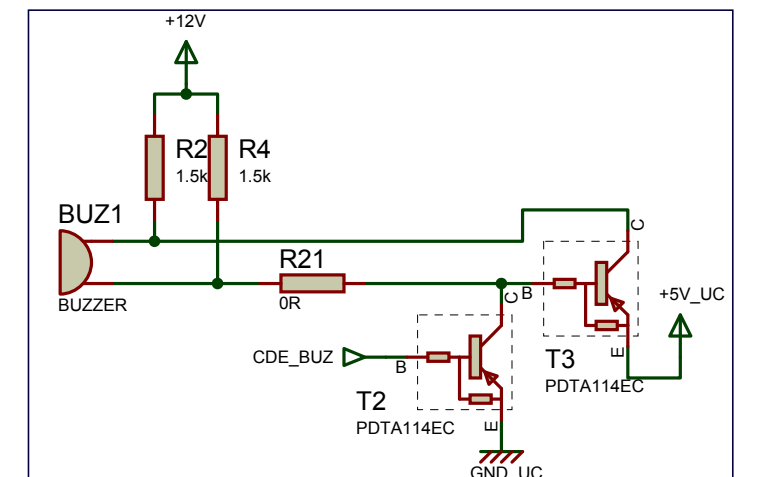 +12V
R2 R4
1.5k 1.5k
BUZ1
BUZZER
R21
0R
C
B
+5V_UC
E
T3
PDTA114EC
C
CDE_BUZ
B
T2
PDTA114EC
E
GND_UC